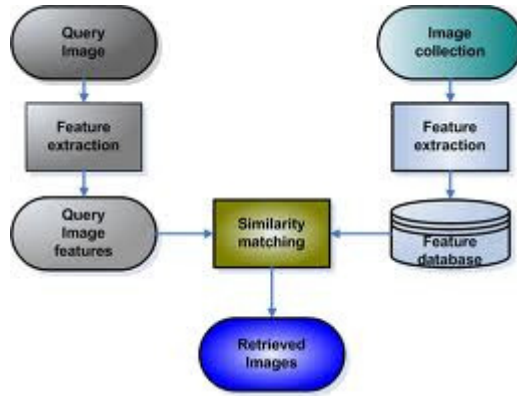 Query
Image
Image
collection
Feature
extraction
Feature
extraction
Query
Image
features
Similarity
matching
Feature
database
Retrieved
Images